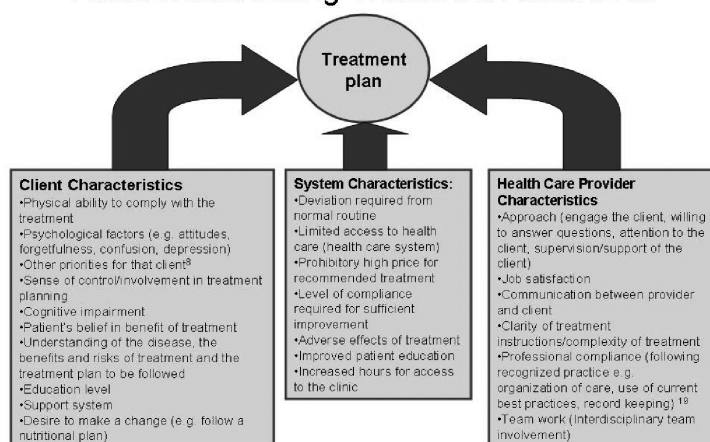 Treatment
plan
Client Characteristics
•Physical ability to comply with the
treatment
•Psychological factors (e.g. attitudes,
forgetfulness, confusion, depression)
•Other priorities for that client8
•Sense of control/involvement in treatment
planning
•Cognitive impairment
•Patient's belief in benefit of treatment
•Understanding of the disease, the
benefits and risks of treatment and the
treatment plan to be followed
•Education level
•Support system
•Desire to make a change (e.g. follow a
nutritional plan)
System Characteristics:
•Deviation required from
normal routine
•Limited access to health
care (health care system)
•Prohibitory high price for
recommended treatment
•Level of compliance
required for sufficient
improvement
•Adverse effects of treatment
•Improved patient education
•Increased hours for access
to the clinic
Health Care Provider
Characteristics
•Approach (engage the client, willing
to answer questions, attention to the
client, supervision/support of the
client)
•Job satisfaction
•Communication between provider
and client
•Clarity of treatment
instructions/complexity of treatment
•Professional compliance (following
recognized practice e.g.
organization of care, use of current
best practices, record keeping) 19
•Team work (Interdisciplinary team
involvement)